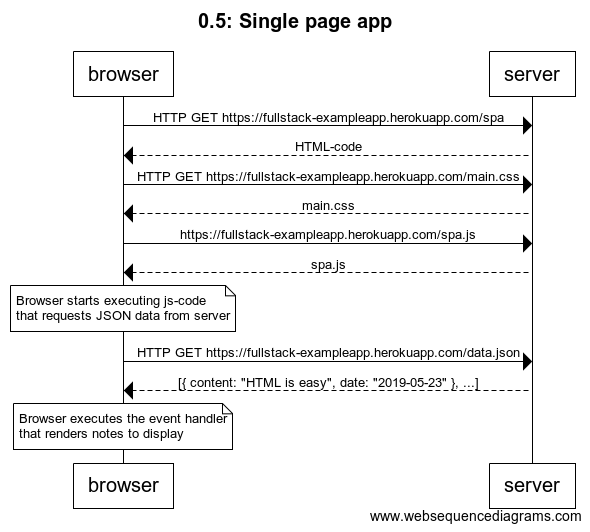 0.5: Single page app
browser
server
HTTP GET https://fullstack-exampleapp.herokuapp.com/spa
HTML-code
HTTP GET https://fullstack-exampleapp.herokuapp.com/main.css
main.css
https://fullstack-exampleapp.herokuapp.com/spa.js
spa.js
Browser starts executing js-code
that requests JSON data from server
HTTP GET https://fullstack-exampleapp.herokuapp.com/data.json
[{ content: "HTML is easy", date: "2019-05-23" }, ...]
Browser executes the event handler
that renders notes to display
browser
server
www.websequencediagrams.com